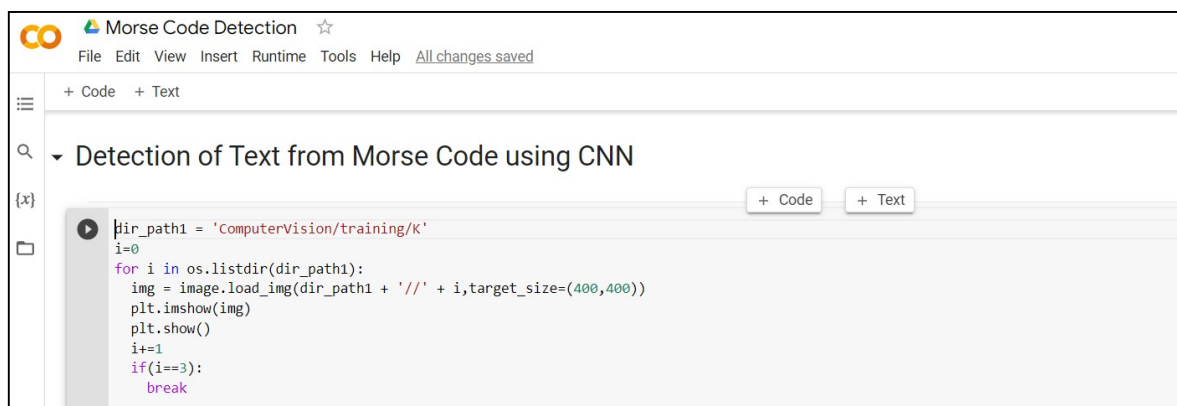 Morse Code Detection
File Edit View Insert Runtime Tools Help All changes saved
+ Code + Text
Detection of Text from Morse Code using CNN
{x}
+ Code + Text
dir_path1 = 'ComputerVision/training/K'
i=0
for i in os.listdir(dir_path1):
  img = image.load_img(dir_path1 + '//' + i,target_size=(400,400))
  plt.imshow(img)
  plt.show()
  i+=1
  if(i==3):
    break